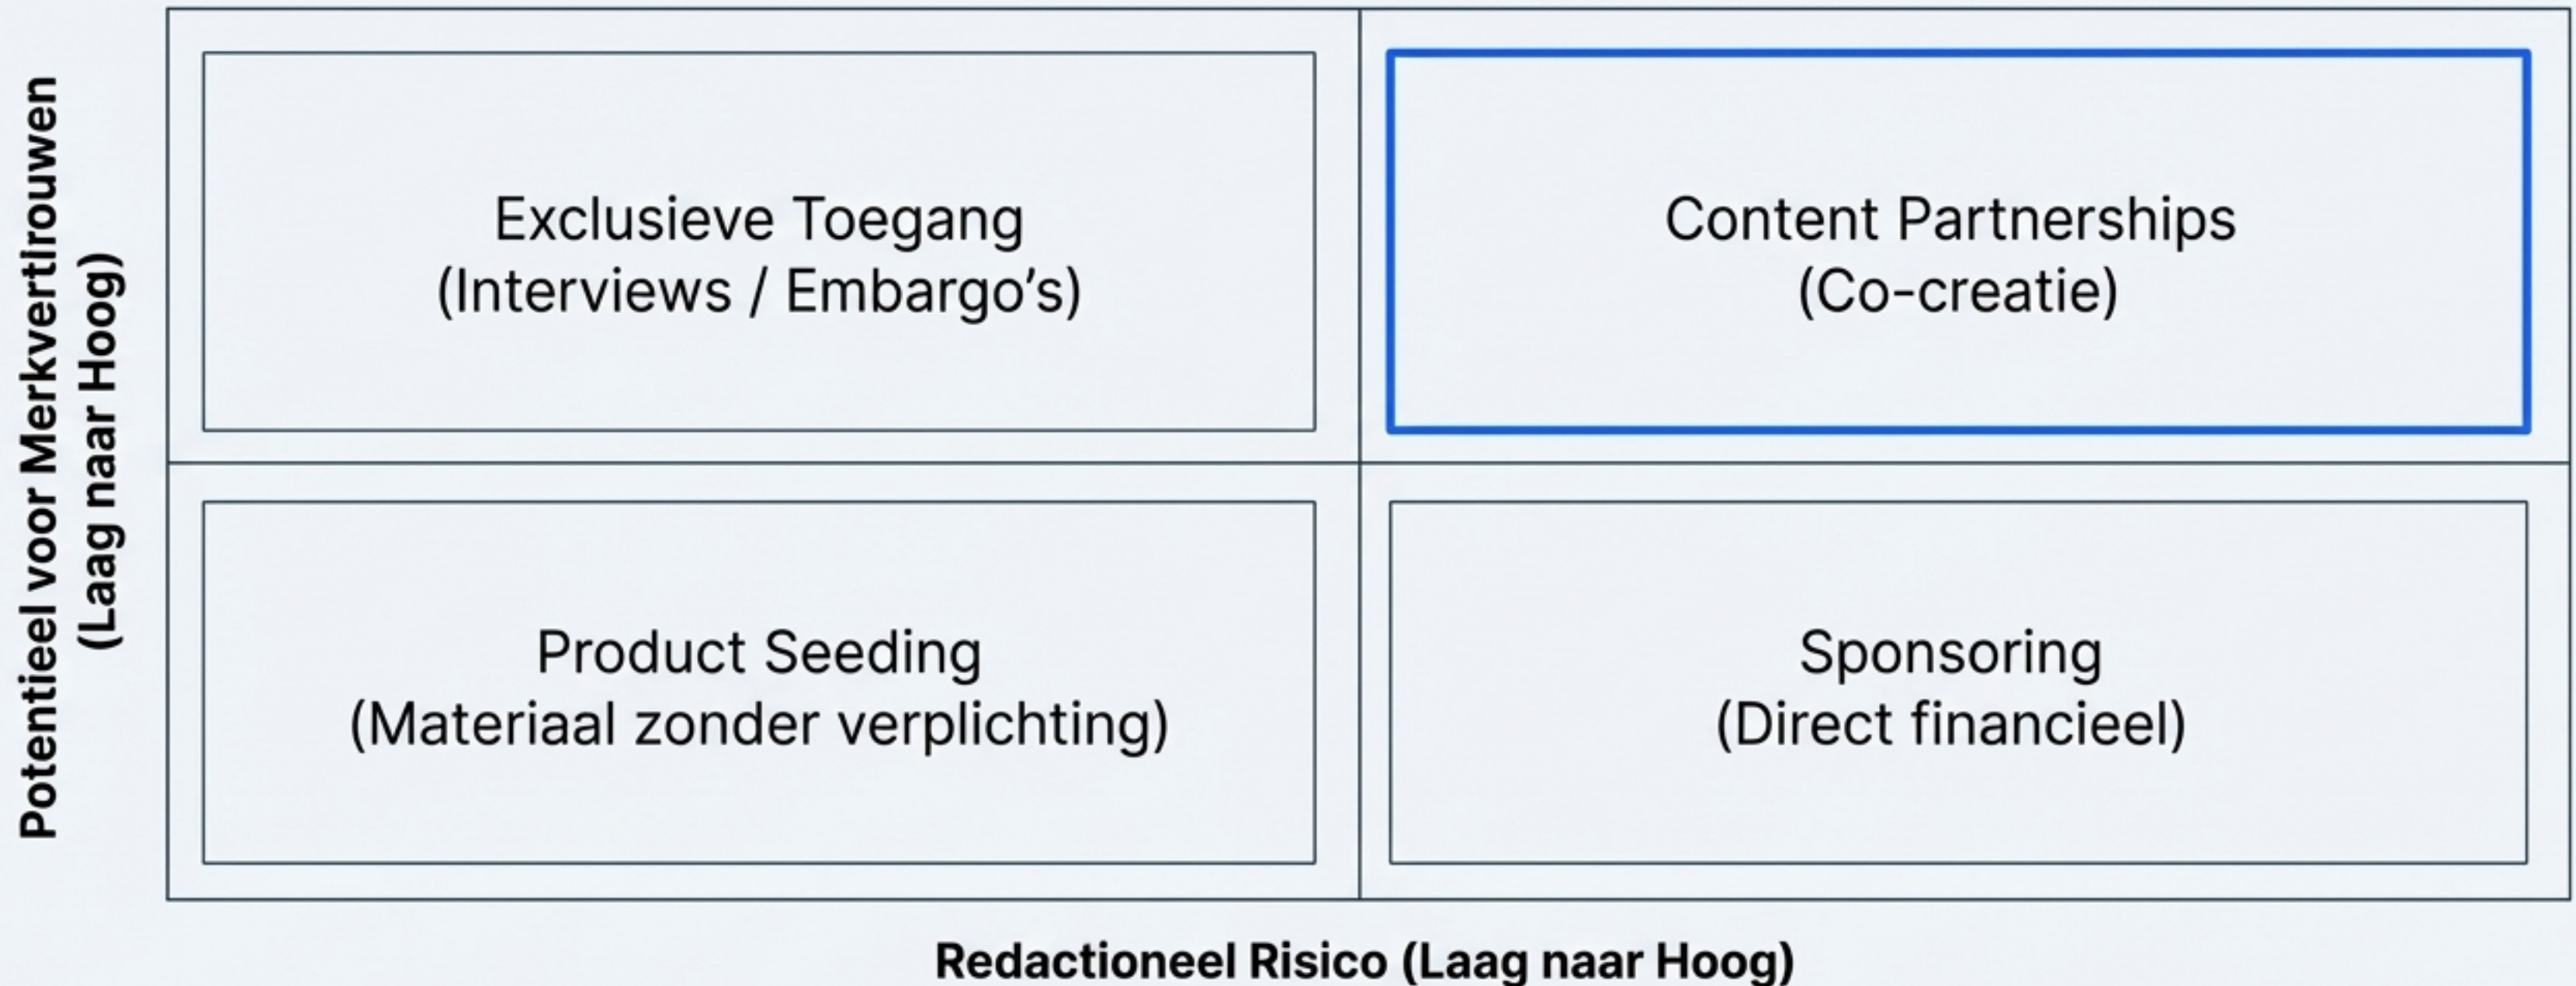 Potentieel voor Merkvertirouwen
(Laag naar Hoog)
Exclusieve Toegang
(Interviews / Embargo’s)
Content Partnerships
(Co-creatie)
Product Seeding
(Materiaal zonder verplichting)
Sponsoring
(Direct financieel)
Redactioneel Risico (Laag naar Hoog)